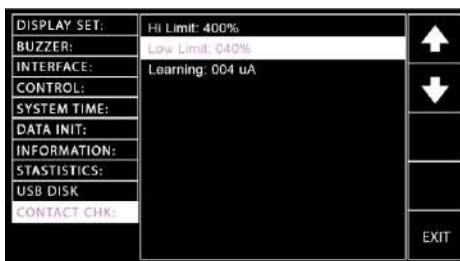 DISPLAY SET:
BUZZER:
INTERFACE:
CONTROL:
SYSTEM TIME:
DATA INIT:
INFORMATION:
STASTISTICS:
USB DISK
CONTACT CHK:
Hi Limit: 400%
Low Limit: 040%
Learning: 004 uA
EXIT